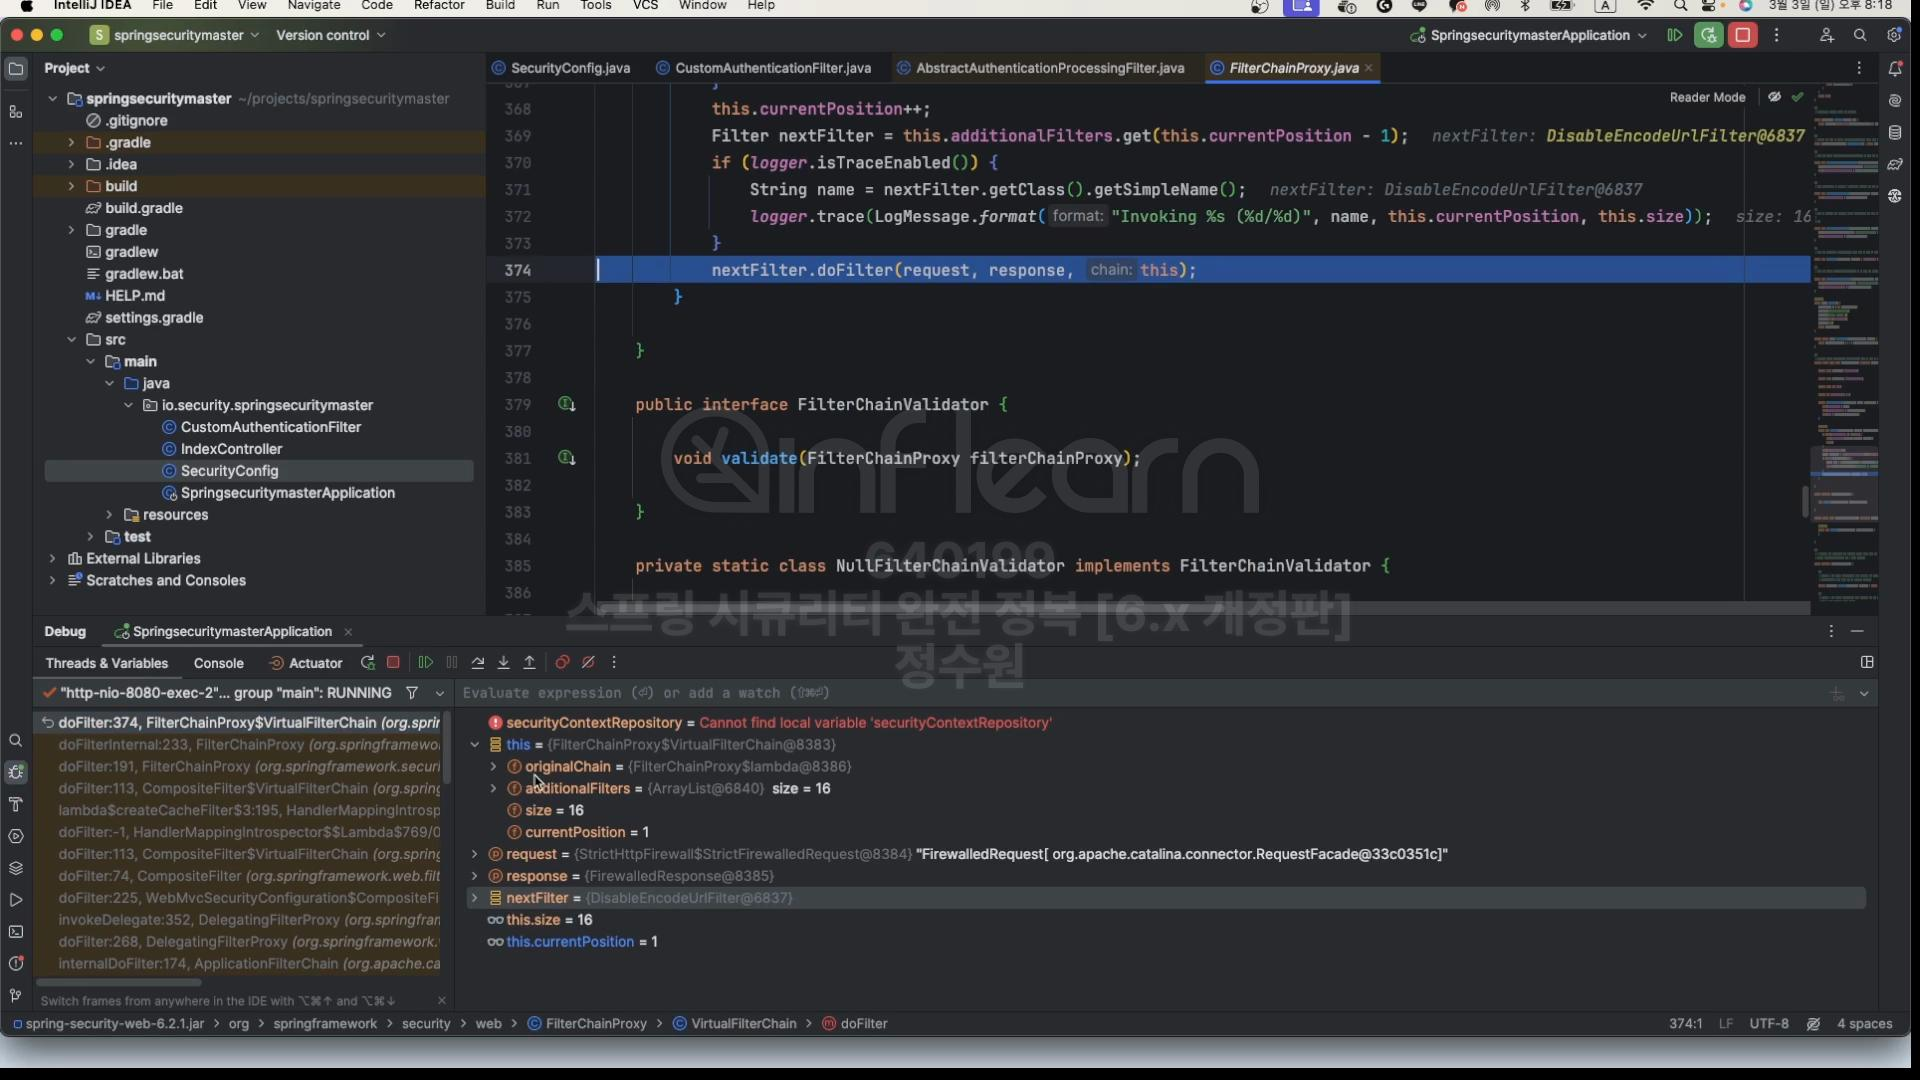 IntelliJ IDEA File Edit View Navigate Code Refactor Build Run Tools VCS Window Help A 3월 3일 (일) 오후 8:18
S springsecuritymaster Version control SpringsecuritymasterApplication
Project
SecurityConfig.java CustomAuthenticationFilter.java AbstractAuthenticationProcessingFilter.java FilterChainProxy.java
Reader Mode
springsecuritymaster ~/projects/springsecuritymaster
.gitignore
.gradle
.idea
build
build.gradle
gradle
gradlew
gradlew.bat
M↓ HELP.md
settings.gradle
src
main
java
io.security.springsecuritymaster
CustomAuthenticationFilter
IndexController
SecurityConfig
SpringsecuritymasterApplication
resources
test
External Libraries
Scratches and Consoles
367 }
368 this.currentPosition++;
369 Filter nextFilter = this.additionalFilters.get(this.currentPosition - 1); nextFilter: DisableEncodeUrlFilter@6837
370 if (logger.isTraceEnabled()) {
371 String name = nextFilter.getClass().getSimpleName(); nextFilter: DisableEncodeUrlFilter@6837
372 logger.trace(LogMessage.format( format: "Invoking %s (%d/%d)", name, this.currentPosition, this.size)); size: 16
373 }
374 nextFilter.doFilter(request, response, chain: this);
375 }
376
377 }
378
379 public interface FilterChainValidator {
380
381 void validate(FilterChainProxy filterChainProxy);
382
383 }
384
385 private static class NullFilterChainValidator implements FilterChainValidator {
386
inflearn
640199
스프링 시큐리티 완전 정복 [6.x 개정판]
정수원
Debug SpringsecuritymasterApplication
Threads & Variables Console Actuator
"http-nio-8080-exec-2"... group "main": RUNNING
Evaluate expression (⏎) or add a watch (⇧⌘⏎)
doFilter:374, FilterChainProxy$VirtualFilterChain (org.sprir
doFilterInternal:233, FilterChainProxy (org.springframewo
doFilter:191, FilterChainProxy (org.springframework.securi
doFilter:113, CompositeFilter$VirtualFilterChain (org.spring
lambda$createCacheFilter$3:195, HandlerMappingIntrosp
doFilter:-1, HandlerMappingIntrospector$$Lambda$769/0
doFilter:113, CompositeFilter$VirtualFilterChain (org.spring
doFilter:74, CompositeFilter (org.springframework.web.filt
doFilter:225, WebMvcSecurityConfiguration$CompositeFi
invokeDelegate:352, DelegatingFilterProxy (org.springfran
doFilter:268, DelegatingFilterProxy (org.springframework.
internalDoFilter:174, ApplicationFilterChain (org.apache.ca
Switch frames from anywhere in the IDE with ⌥⌘↑ and ⌥⌘↓
securityContextRepository = Cannot find local variable 'securityContextRepository'
this = {FilterChainProxy$VirtualFilterChain@8383}
originalChain = {FilterChainProxy$lambda@8386}
additionalFilters = {ArrayList@6840} size = 16
size = 16
currentPosition = 1
request = {StrictHttpFirewall$StrictFirewalledRequest@8384} "FirewalledRequest[ org.apache.catalina.connector.RequestFacade@33c0351c]"
response = {FirewalledResponse@8385}
nextFilter = {DisableEncodeUrlFilter@6837}
this.size = 16
this.currentPosition = 1
spring-security-web-6.2.1.jar > org > springframework > security > web > FilterChainProxy > VirtualFilterChain > doFilter 374:1 LF UTF-8 4 spaces